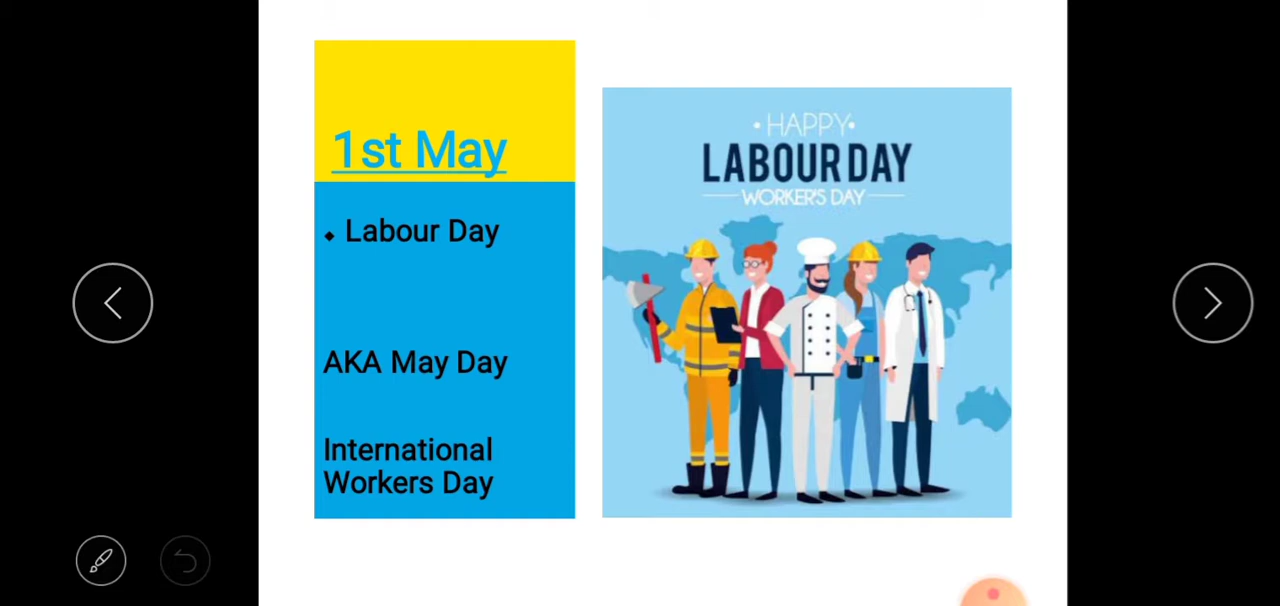 1st May
Labour Day
AKA May Day
International
Workers Day
HAPPY
LABOUR DAY
WORKER'S DAY